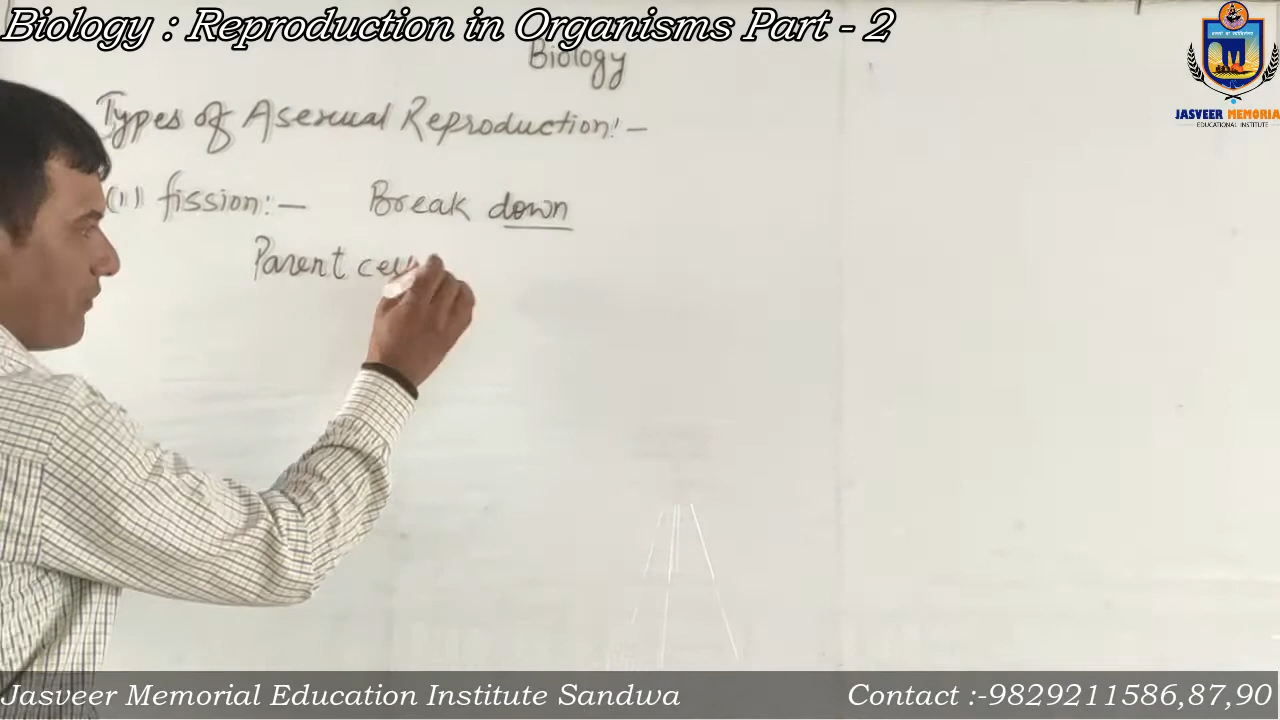 Biology : Reproduction in Organisms Part - 2
Biology
JASVEER MEMORIA
EDUCATIONAL INSTITUTE
Types of Asexual Reproduction:-
(1) fission:- Break down
Parent cell
Jasveer Memorial Education Institute Sandwa
Contact :-9829211586,87,90